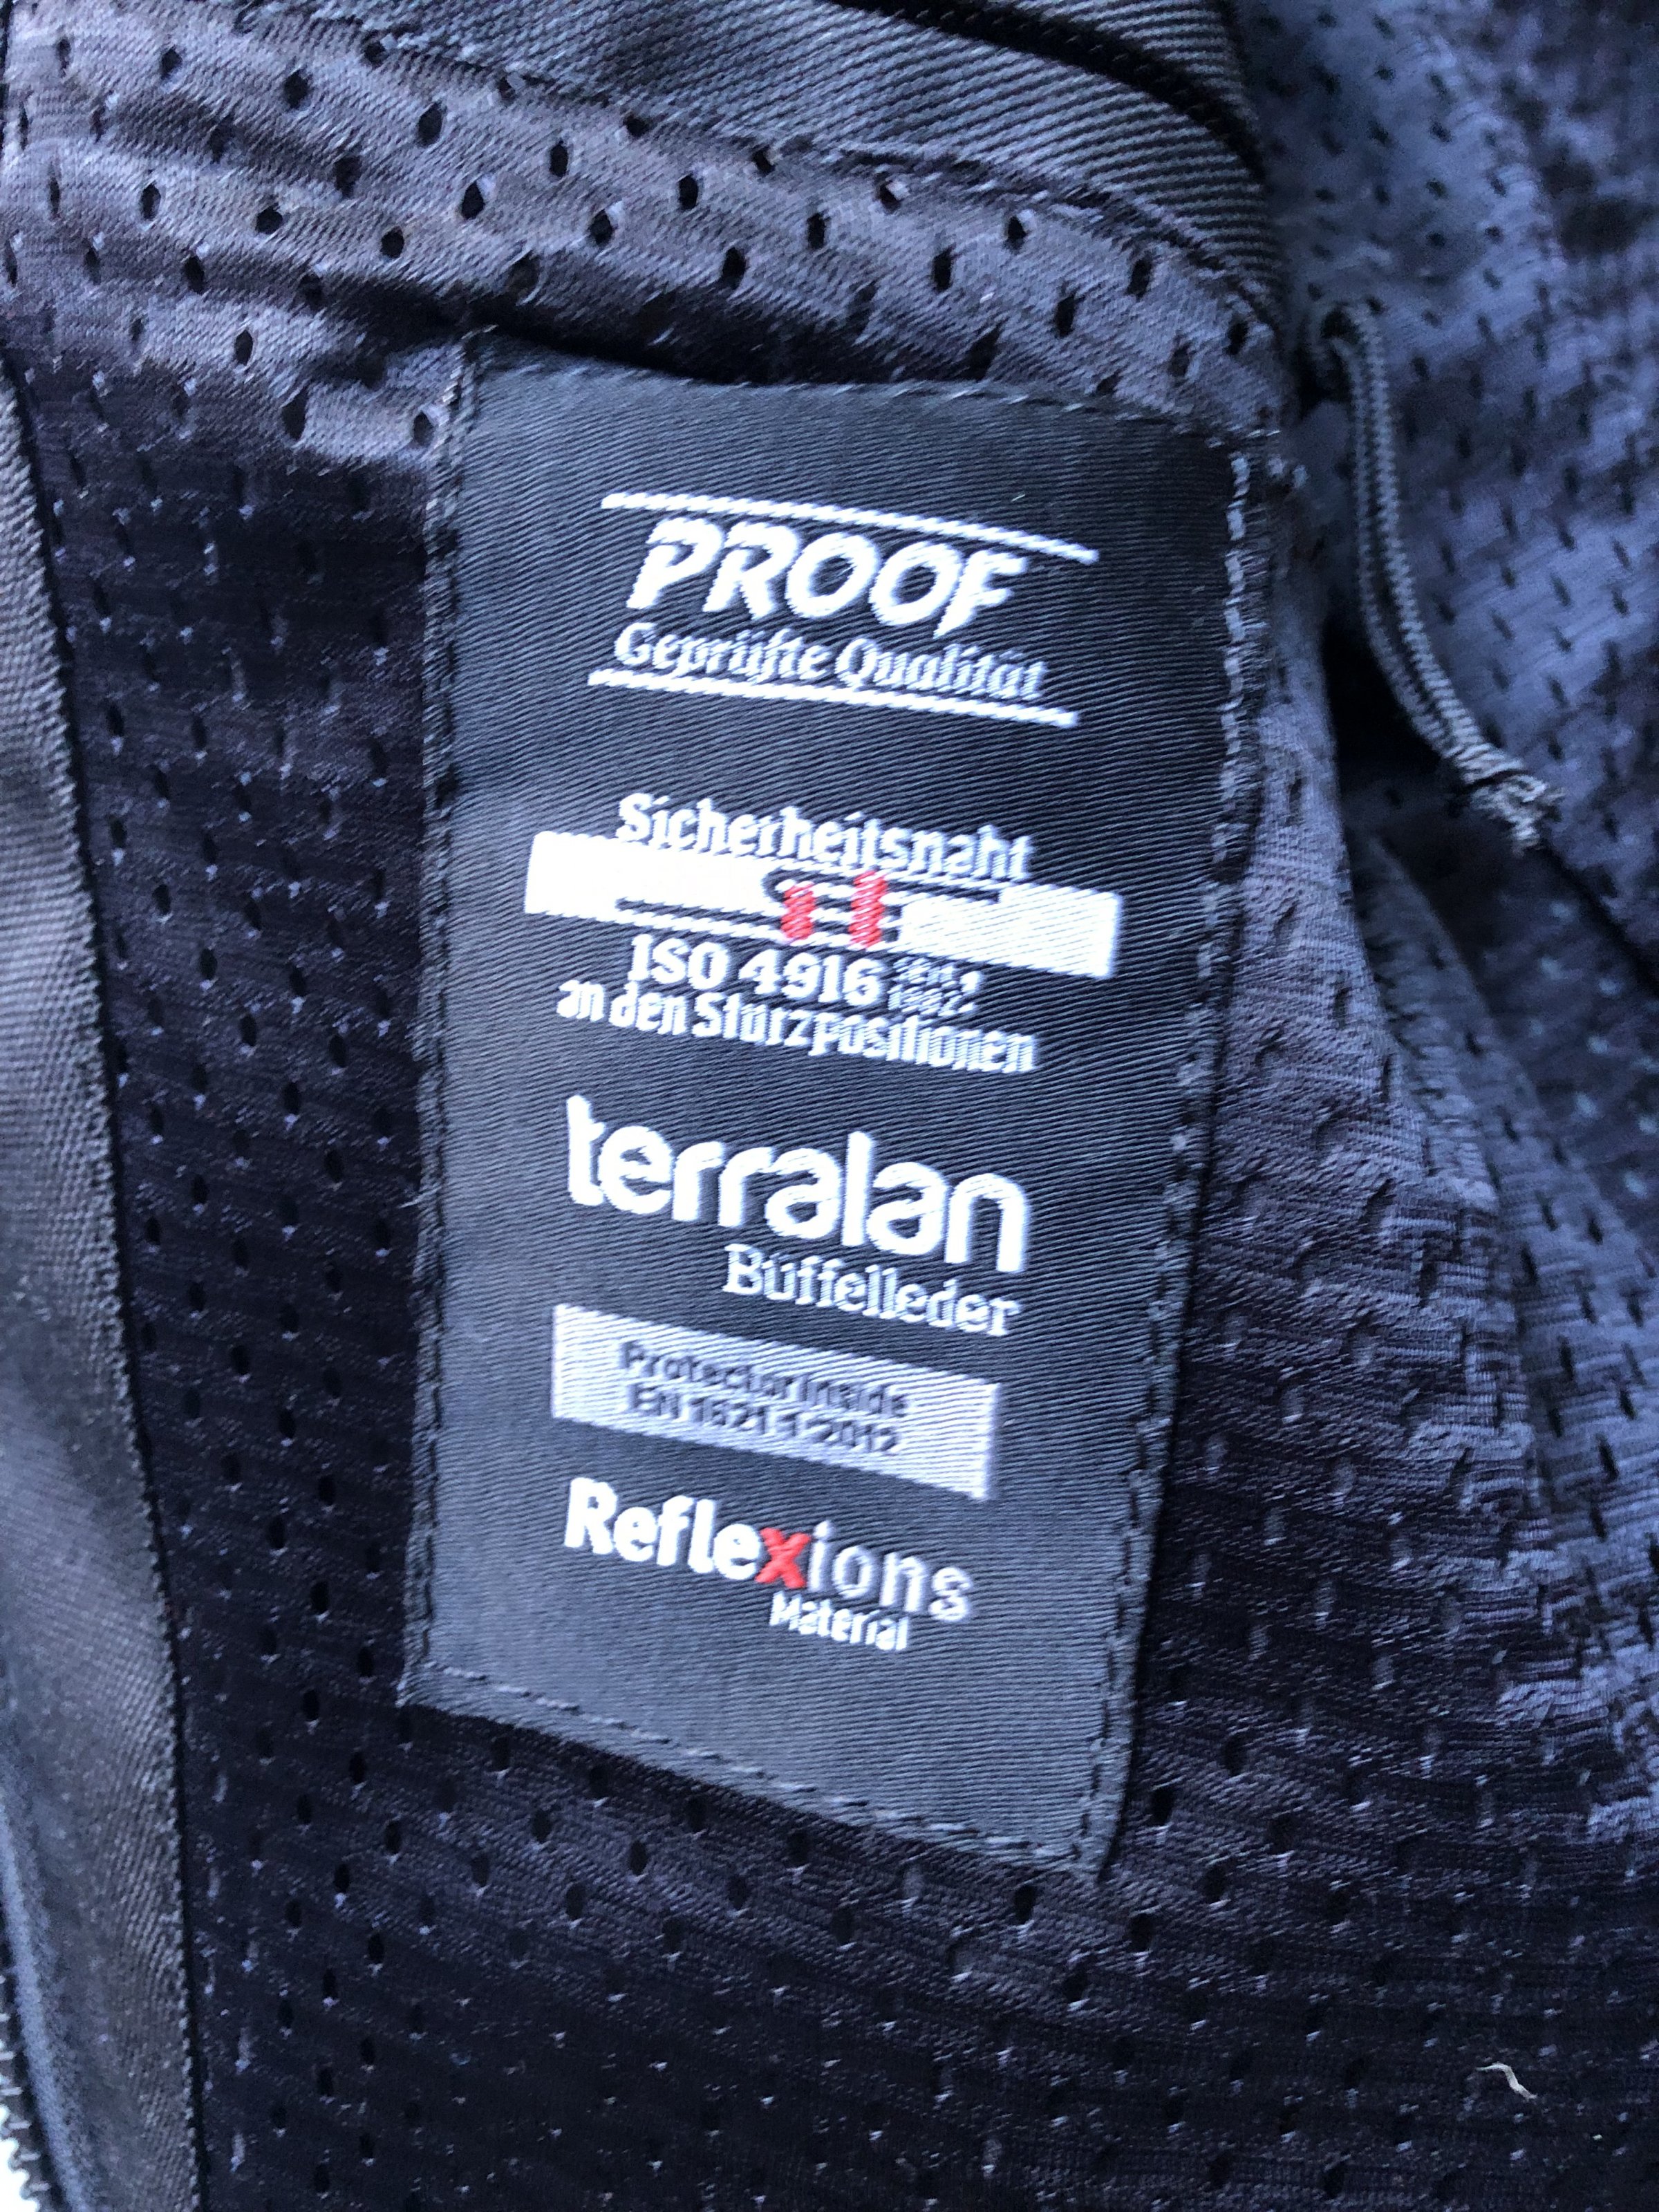 PROOF
Geprüfte Qualität
Sicherheitsnaht
ISO 4916
an den Sturzpositionen
terralan
Büffelleder
Protector inside
EN 1621-1:2012
Reflexions
Material